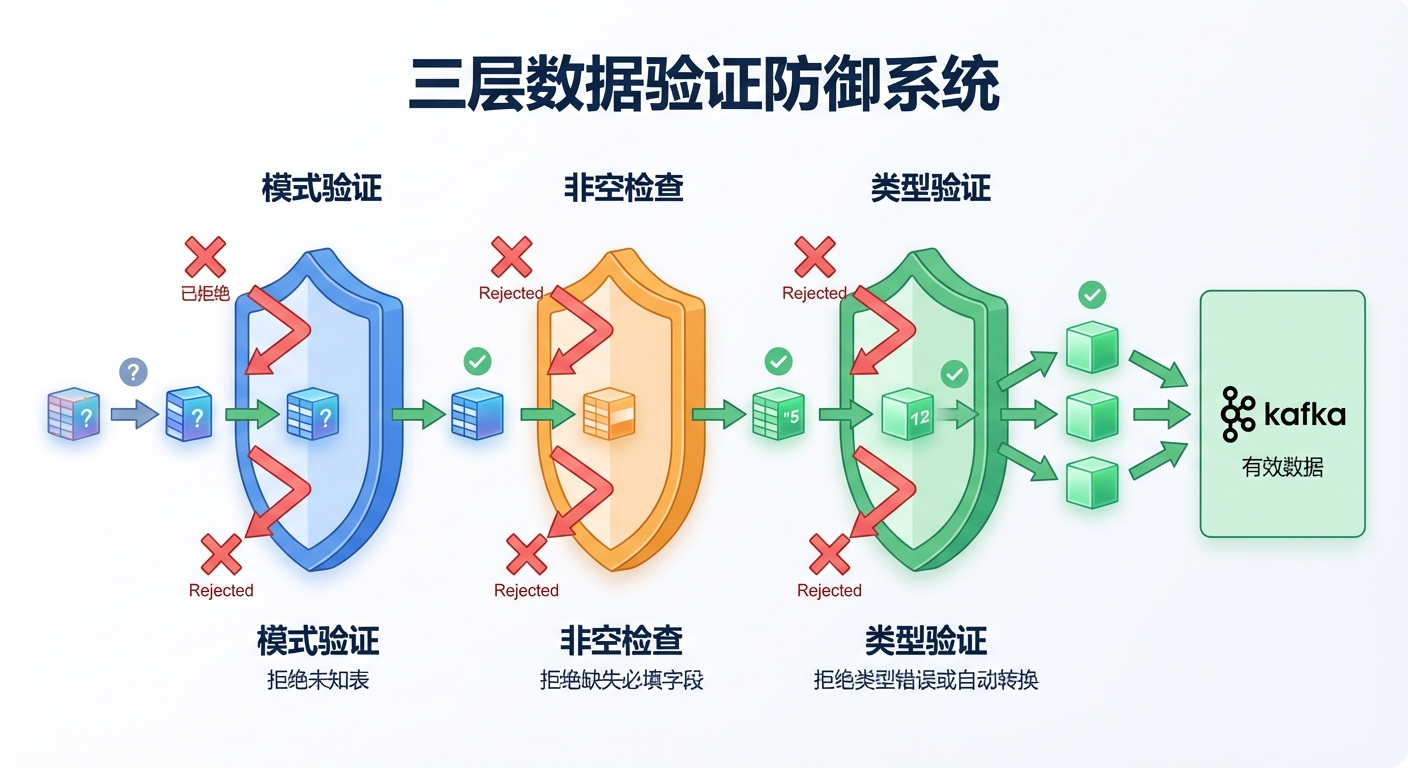 三层数据验证防御系统
模式验证
非空检查
类型验证
已拒绝
Rejected
Rejected
?
?
?
?
"5
12
kafka
有效数据
Rejected
Rejected
Rejected
模式验证
非空检查
类型验证
拒绝未知表
拒绝缺失必填字段
拒绝类型错误或自动转换